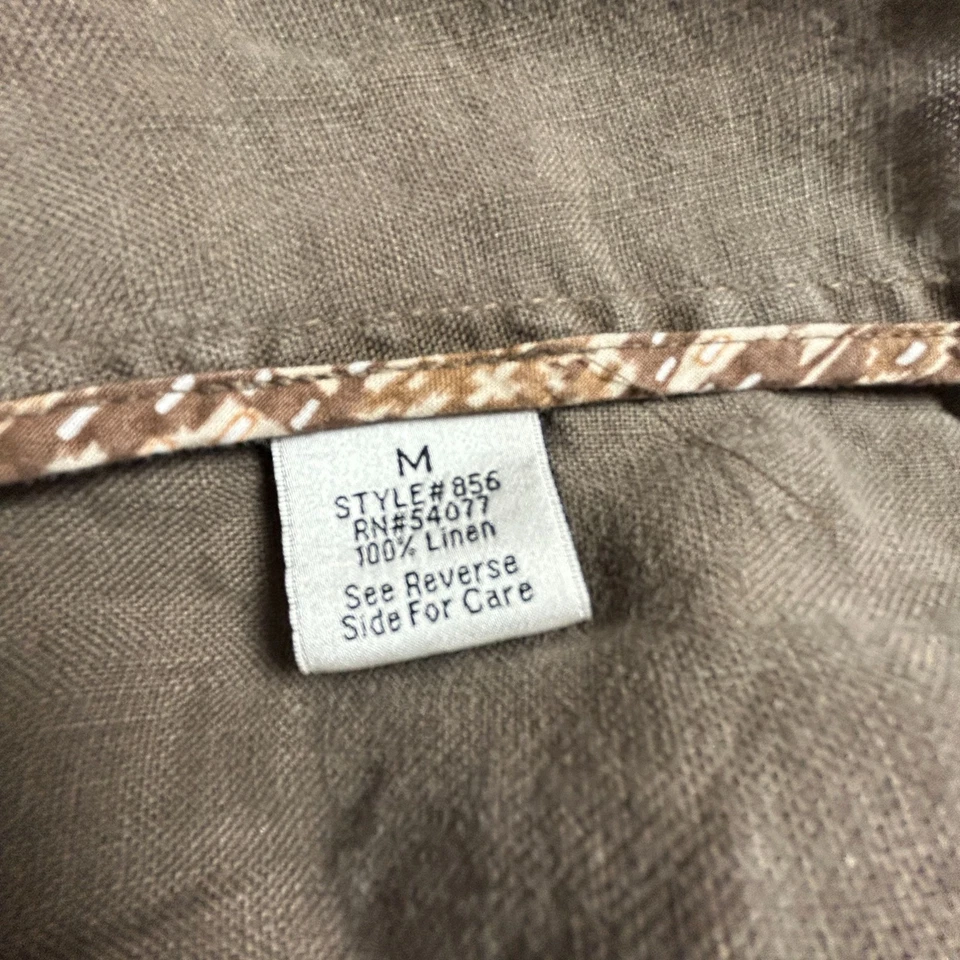 M
STYLE#856
RN#54077
100% Linen
See Reverse
Side For Care